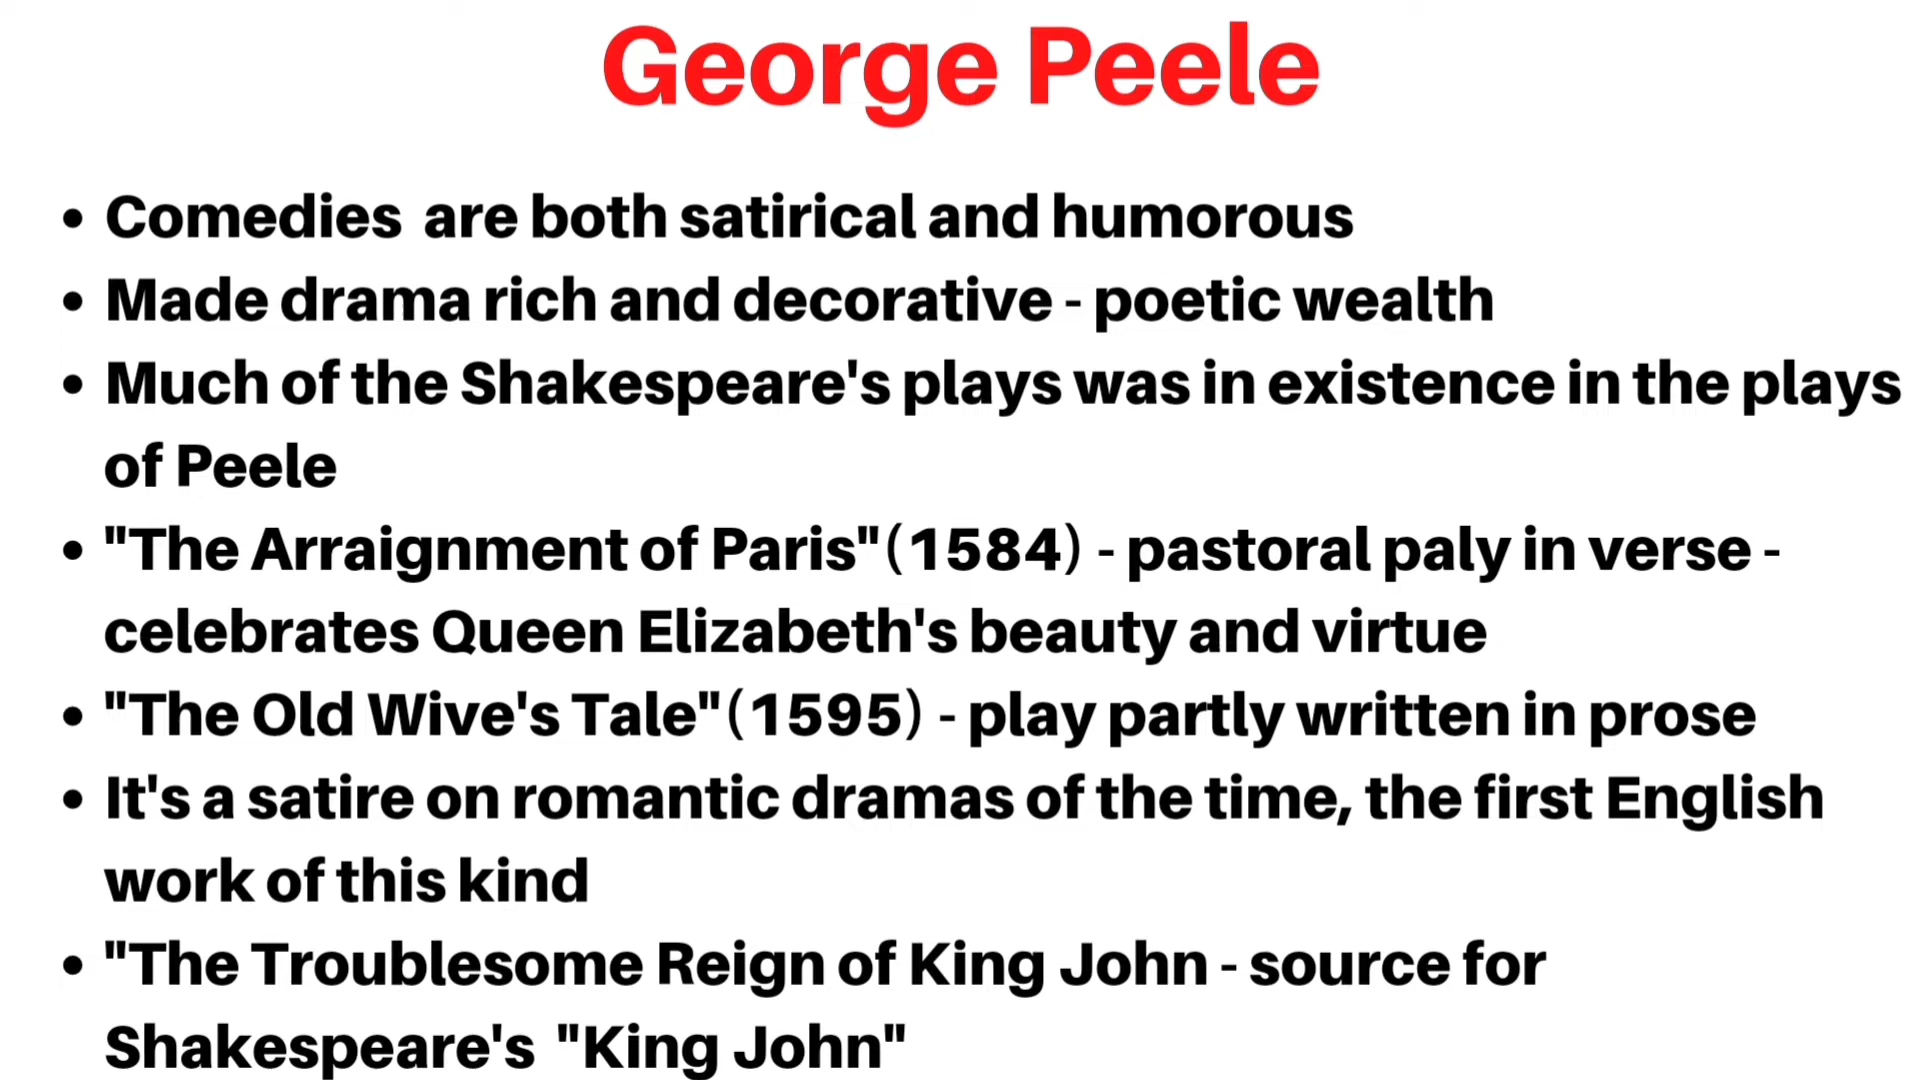 George Peele
• Comedies are both satirical and humorous
• Made drama rich and decorative - poetic wealth
• Much of the Shakespeare's plays was in existence in the plays
of Peele
• "The Arraignment of Paris"(1584) - pastoral paly in verse -
celebrates Queen Elizabeth's beauty and virtue
• "The Old Wive's Tale"(1595) - play partly written in prose
• It's a satire on romantic dramas of the time, the first English
work of this kind
• "The Troublesome Reign of King John - source for
Shakespeare's "King John"